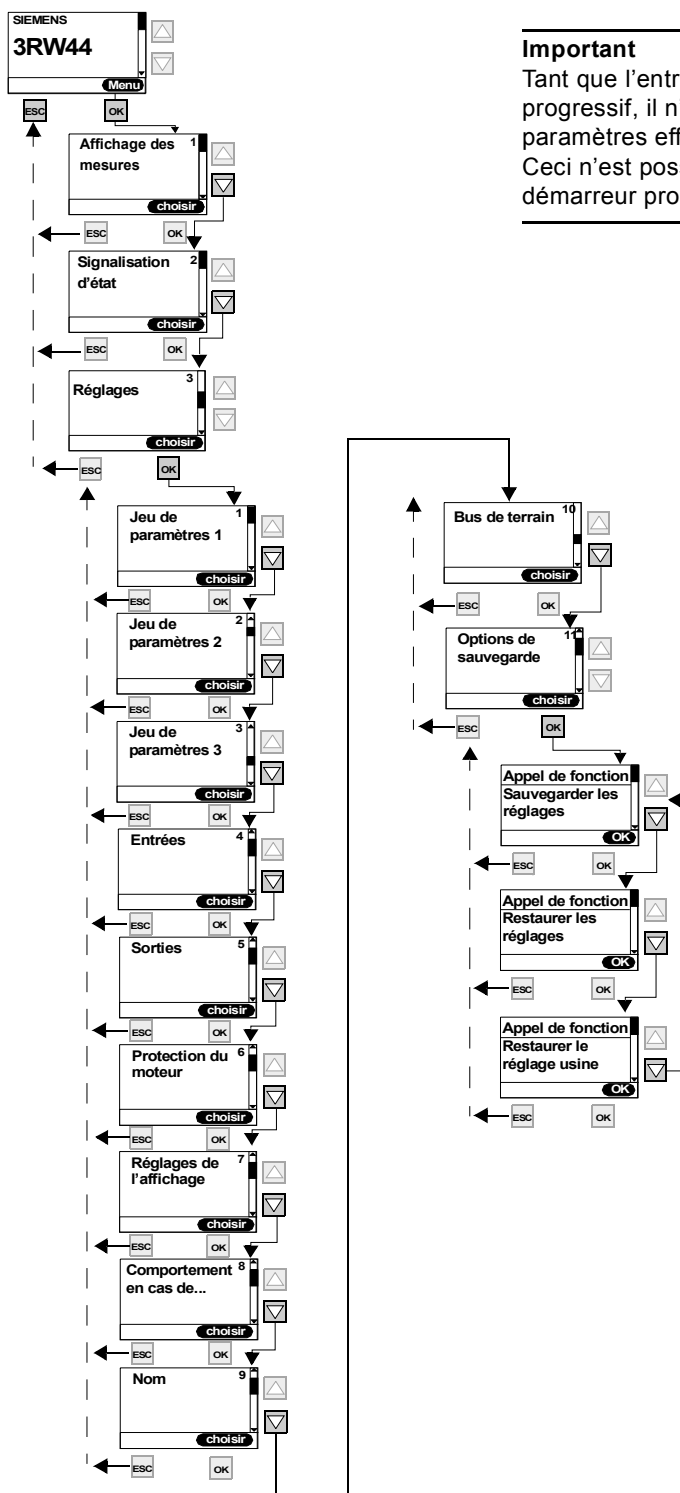 SIEMENS
3RW44
Menu
ESC
OK
Affichage des
mesures
1
choisir
ESC
OK
Signalisation
d'état
2
choisir
ESC
OK
Réglages
3
choisir
ESC
OK
Jeu de
paramètres 1
1
choisir
ESC
OK
Jeu de
paramètres 2
2
choisir
ESC
OK
Jeu de
paramètres 3
3
choisir
ESC
OK
Entrées
4
choisir
ESC
OK
Sorties
5
choisir
ESC
OK
Protection du
moteur
6
choisir
ESC
OK
Réglages de
l'affichage
7
choisir
ESC
OK
Comportement
en cas de...
8
choisir
ESC
OK
Nom
9
choisir
ESC
OK
Important
Tant que l'entr
progressif, il n'
paramètres eff
Ceci n'est pos
démarreur pro
Bus de terrain
10
choisir
ESC
OK
Options de
sauvegarde
11
choisir
ESC
OK
Appel de fonction
Sauvegarder les
réglages
OK
ESC
OK
Appel de fonction
Restaurer les
réglages
OK
ESC
OK
Appel de fonction
Restaurer le
réglage usine
OK
ESC
OK